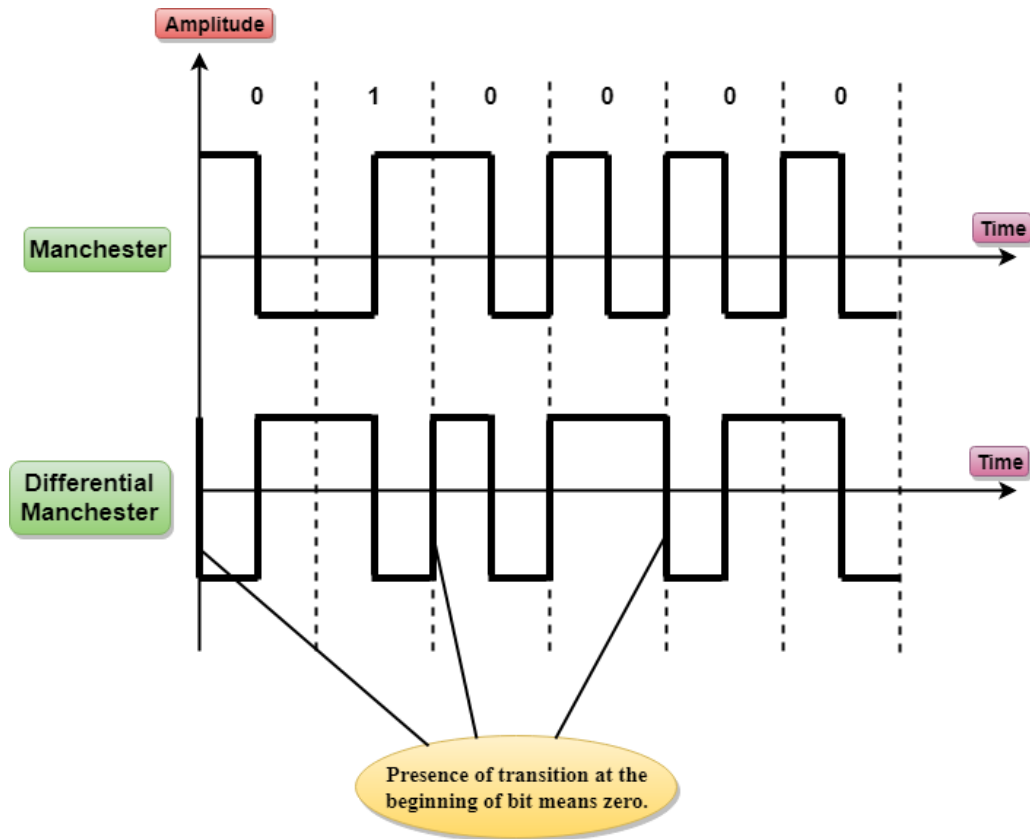 Amplitude
0 1 0 0 0 0
Manchester
Time
Differential
Manchester
Time
Presence of transition at the
beginning of bit means zero.